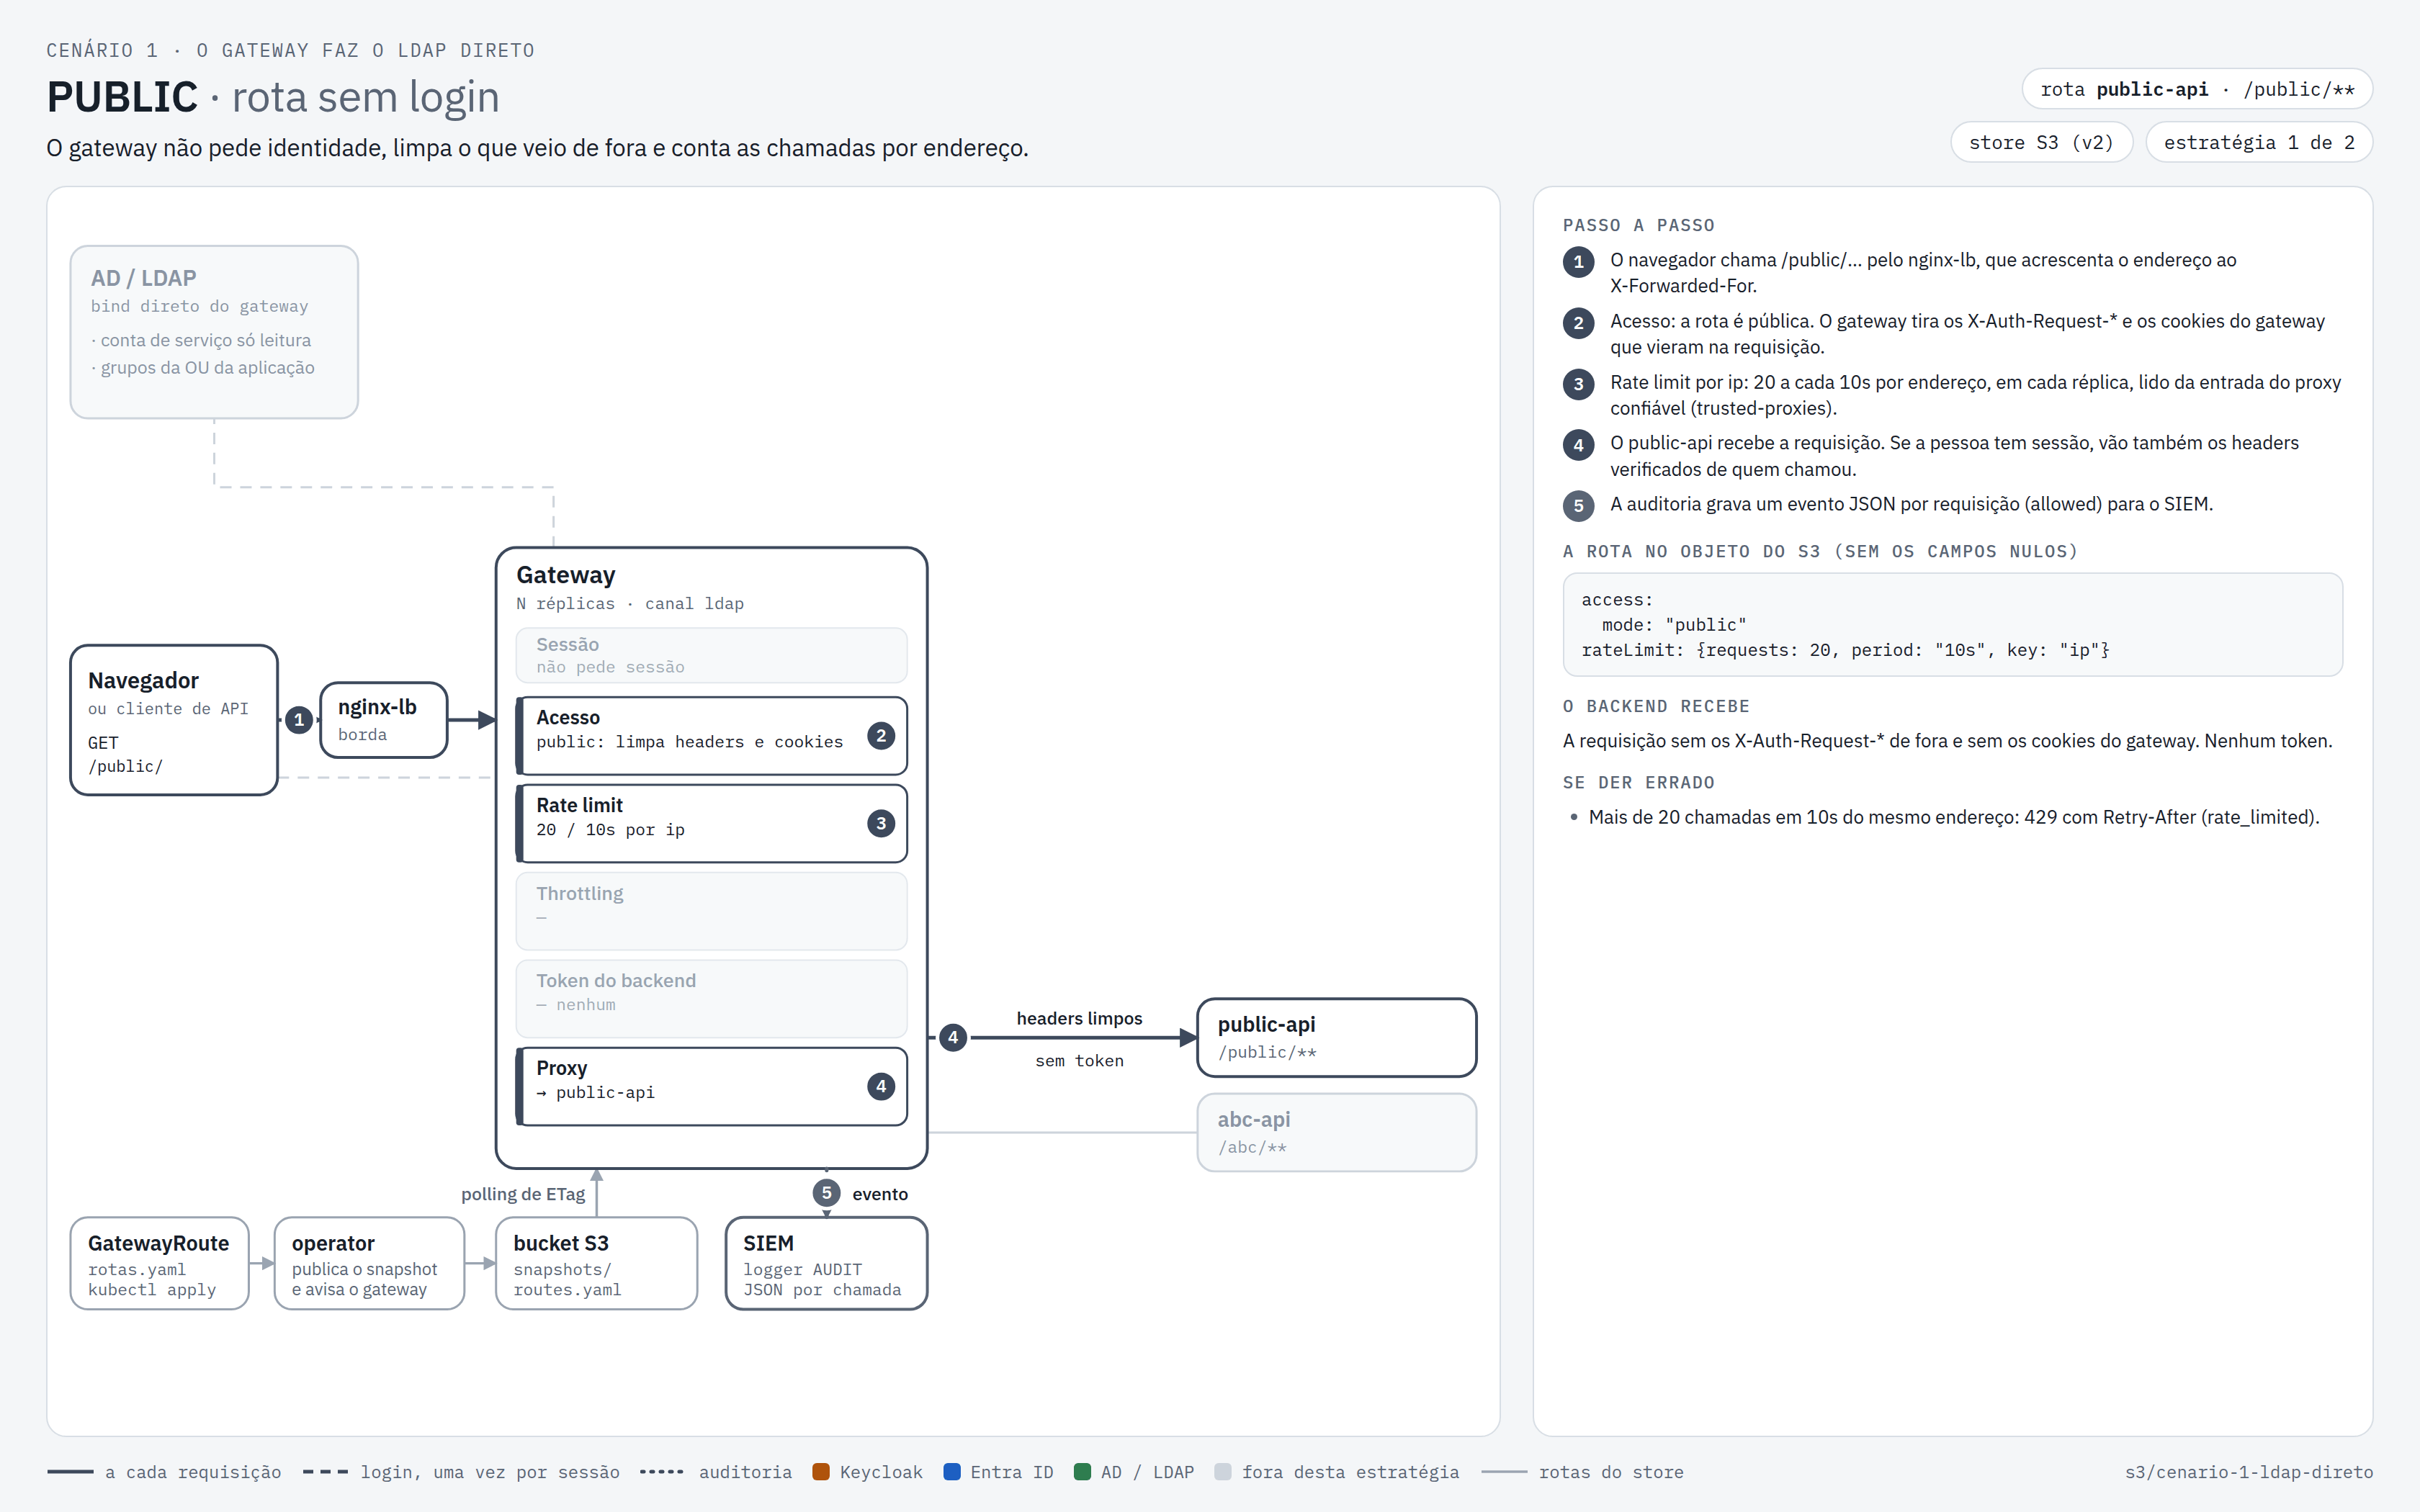 CENÁRIO 1 · O GATEWAY FAZ O LDAP DIRETO
PUBLIC · rota sem login
O gateway não pede identidade, limpa o que veio de fora e conta as chamadas por endereço.
rota public-api · /public/**
store S3 (v2)
estratégia 1 de 2
AD / LDAP
bind direto do gateway
· conta de serviço só leitura
· grupos da OU da aplicação
Gateway
N réplicas · canal ldap
Sessão
não pede sessão
Acesso
public: limpa headers e cookies
2
Rate limit
20 / 10s por ip
3
Throttling
—
Token do backend
— nenhum
Proxy
→ public-api
4
Navegador
ou cliente de API
GET
/public/
1
nginx-lb
borda
4
headers limpos
sem token
public-api
/public/**
abc-api
/abc/**
polling de ETag
5
evento
GatewayRoute
rotas.yaml
kubectl apply
operator
publica o snapshot
e avisa o gateway
bucket S3
snapshots/
routes.yaml
SIEM
logger AUDIT
JSON por chamada
PASSO A PASSO
1 O navegador chama /public/... pelo nginx-lb, que acrescenta o endereço ao
X-Forwarded-For.
2 Acesso: a rota é pública. O gateway tira os X-Auth-Request-* e os cookies do gateway
que vieram na requisição.
3 Rate limit por ip: 20 a cada 10s por endereço, em cada réplica, lido da entrada do proxy
confiável (trusted-proxies).
4 O public-api recebe a requisição. Se a pessoa tem sessão, vão também os headers
verificados de quem chamou.
5 A auditoria grava um evento JSON por requisição (allowed) para o SIEM.
A ROTA NO OBJETO DO S3 (SEM OS CAMPOS NULOS)
access:
  mode: "public"
rateLimit: {requests: 20, period: "10s", key: "ip"}
O BACKEND RECEBE
A requisição sem os X-Auth-Request-* de fora e sem os cookies do gateway. Nenhum token.
SE DER ERRADO
• Mais de 20 chamadas em 10s do mesmo endereço: 429 com Retry-After (rate_limited).
a cada requisição
login, uma vez por sessão
auditoria
Keycloak
Entra ID
AD / LDAP
fora desta estratégia
rotas do store
s3/cenario-1-ldap-direto